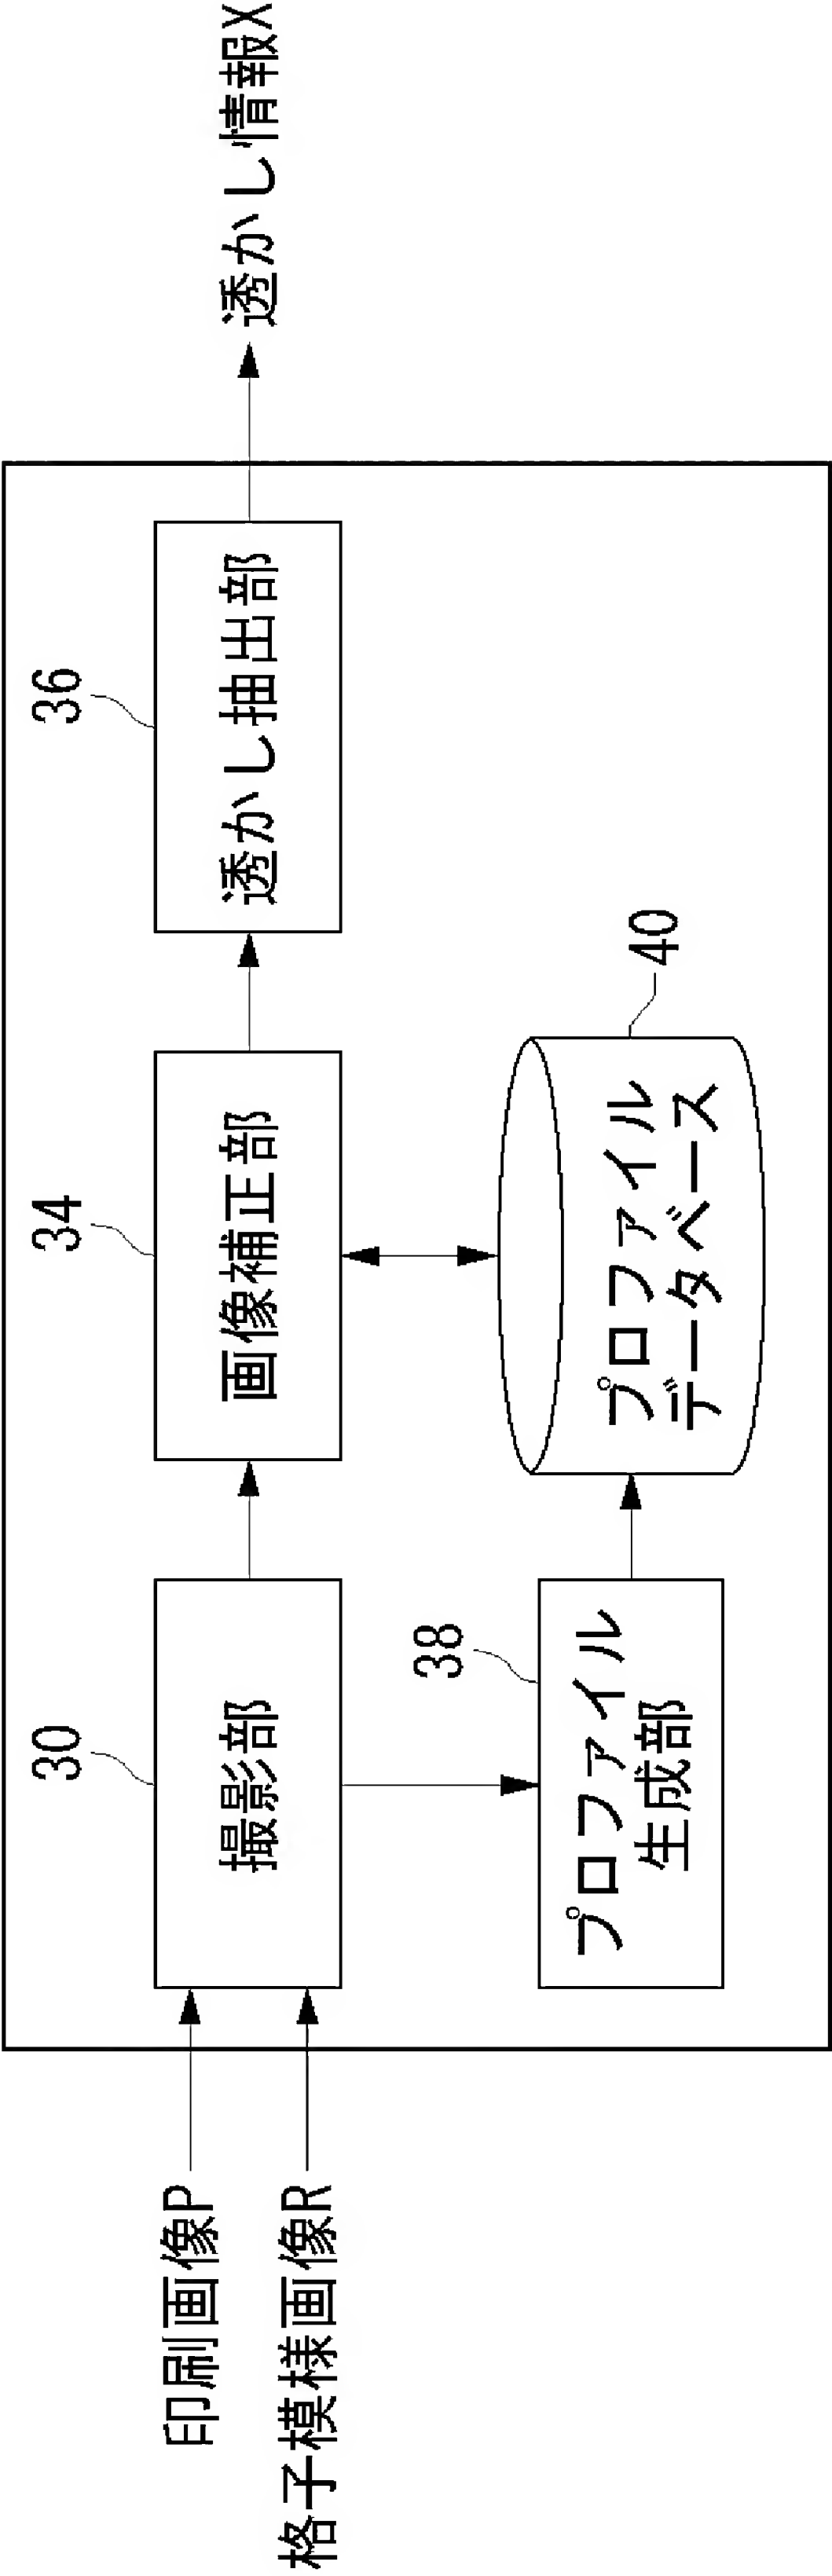 印刷画像P
格子模様画像R
30
撮影部
34
画像補正部
36
透かし抽出部
透かし情報X
38
プロファイル
生成部
40
プロファイル
データベース